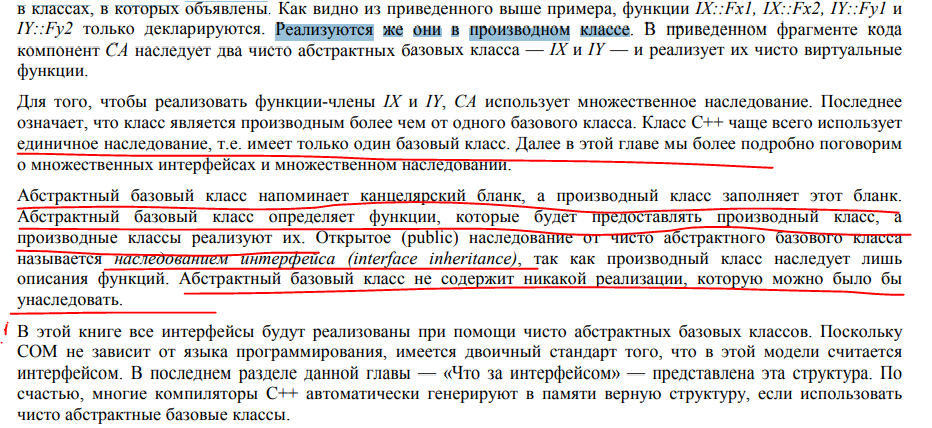 в классах, в которых объявлены. Как видно из приведенного выше примера, функции IX::Fx1, IX::Fx2, IY::Fy1 и
IY::Fy2 только декларируются. Реализуются же они в производном классе. В приведенном фрагменте кода
компонент CA наследует два чисто абстрактных базовых класса — IX и IY — и реализует их чисто виртуальные
функции.
Для того, чтобы реализовать функции-члены IX и IY, CA использует множественное наследование. Последнее
означает, что класс является производным более чем от одного базового класса. Класс С++ чаще всего использует
единичное наследование, т.е. имеет только один базовый класс. Далее в этой главе мы более подробно поговорим
о множественных интерфейсах и множественном наследовании.
Абстрактный базовый класс напоминает канцелярский бланк, а производный класс заполняет этот бланк.
Абстрактный базовый класс определяет функции, которые будет предоставлять производный класс, а
производные классы реализуют их. Открытое (public) наследование от чисто абстрактного базового класса
называется наследованием интерфейса (interface inheritance), так как производный класс наследует лишь
описания функций. Абстрактный базовый класс не содержит никакой реализации, которую можно было бы
унаследовать.
В этой книге все интерфейсы будут реализованы при помощи чисто абстрактных базовых классов. Поскольку
СОМ не зависит от языка программирования, имеется двоичный стандарт того, что в этой модели считается
интерфейсом. В последнем разделе данной главы — «Что за интерфейсом» — представлена эта структура. По
счастью, многие компиляторы С++ автоматически генерируют в памяти верную структуру, если использовать
чисто абстрактные базовые классы.